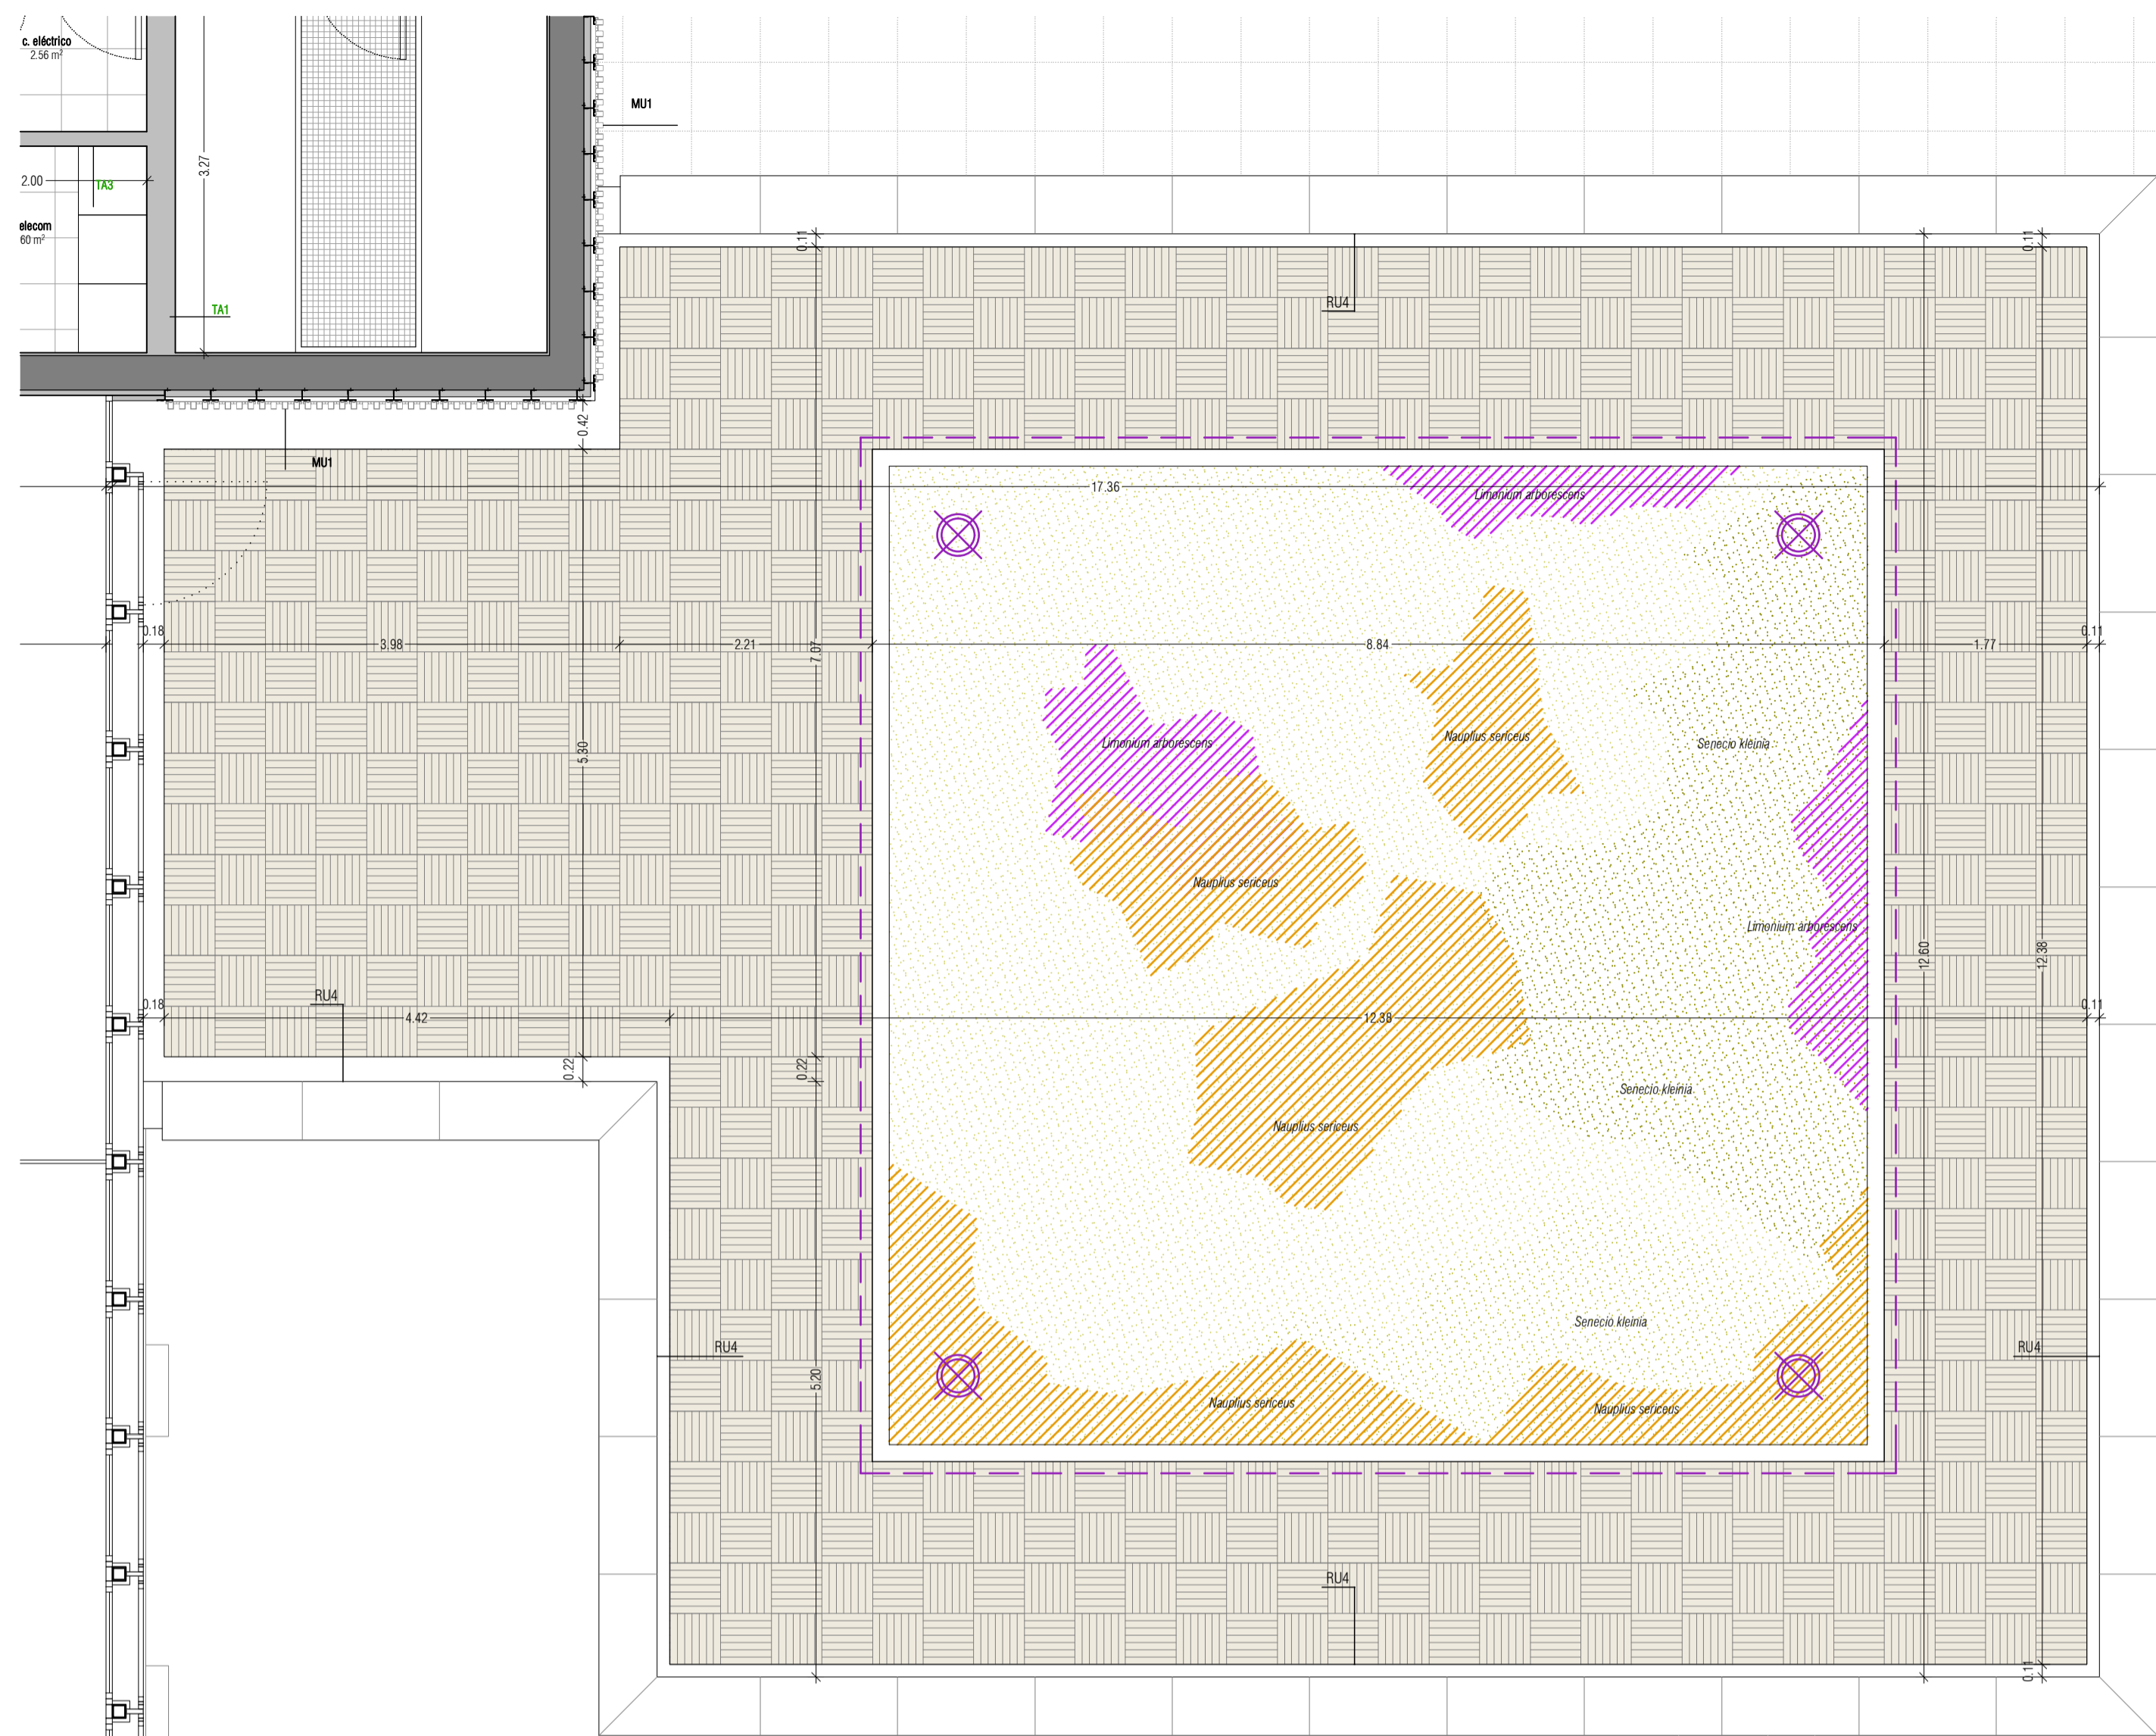 c. eléctrico
2.56 m²
MU1
3.27
2.00
TA3
elecom
60 m²
TA1
0.11
0.11
RU4
0.42
MU1
17.36
Limonium arborescens
0.18
3.98
2.21
7.07
8.84
1.77
0.11
5.30
Limonium arborescens
Nauplius sericeus
Senecio kleinia
Nauplius sericeus
Limonium arborescens
12.60
12.38
RU4
0.18
4.42
12.38
0.11
0.22
0.22
Senecio kleinia
Nauplius sericeus
Senecio kleinia
RU4
RU4
5.20
Nauplius sericeus
Nauplius sericeus
RU4
0.11